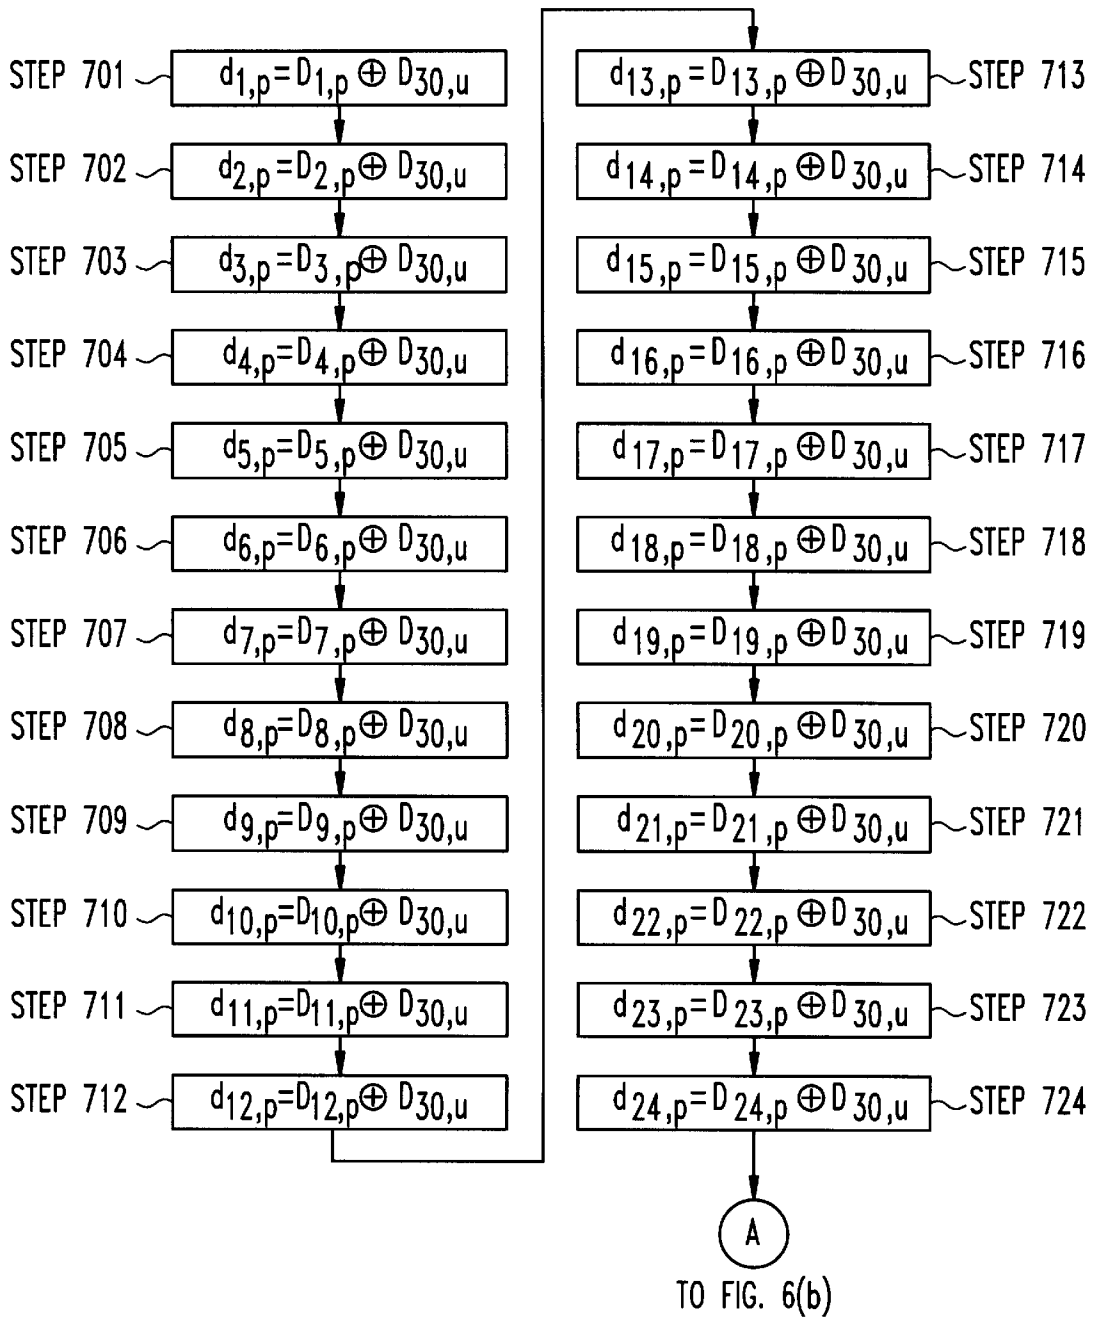 STEP 701 d1,p=D1,p ⊕ D30,u
STEP 702 d2,p=D2,p ⊕ D30,u
STEP 703 d3,p=D3,p ⊕ D30,u
STEP 704 d4,p=D4,p ⊕ D30,u
STEP 705 d5,p=D5,p ⊕ D30,u
STEP 706 d6,p=D6,p ⊕ D30,u
STEP 707 d7,p=D7,p ⊕ D30,u
STEP 708 d8,p=D8,p ⊕ D30,u
STEP 709 d9,p=D9,p ⊕ D30,u
STEP 710 d10,p=D10,p ⊕ D30,u
STEP 711 d11,p=D11,p ⊕ D30,u
STEP 712 d12,p=D12,p ⊕ D30,u
d13,p=D13,p ⊕ D30,u STEP 713
d14,p=D14,p ⊕ D30,u STEP 714
d15,p=D15,p ⊕ D30,u STEP 715
d16,p=D16,p ⊕ D30,u STEP 716
d17,p=D17,p ⊕ D30,u STEP 717
d18,p=D18,p ⊕ D30,u STEP 718
d19,p=D19,p ⊕ D30,u STEP 719
d20,p=D20,p ⊕ D30,u STEP 720
d21,p=D21,p ⊕ D30,u STEP 721
d22,p=D22,p ⊕ D30,u STEP 722
d23,p=D23,p ⊕ D30,u STEP 723
d24,p=D24,p ⊕ D30,u STEP 724
A
TO FIG. 6(b)